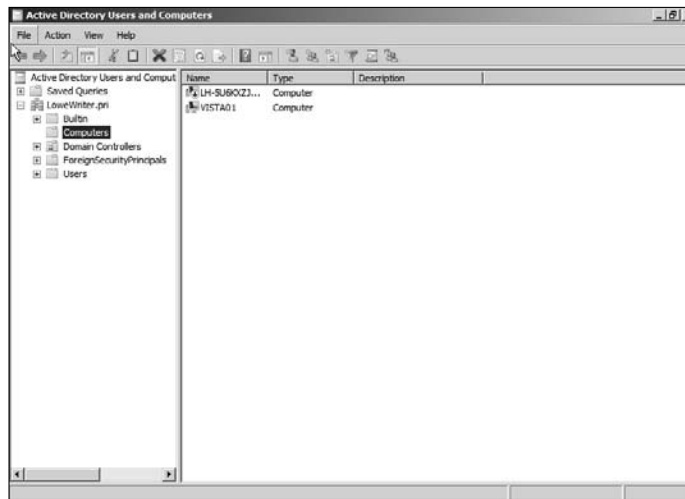 Active Directory Users and Computers
File Action View Help
Active Directory Users and Comput
Saved Queries
LoweWriter.pri
Builtin
Computers
Domain Controllers
ForeignSecurityPrincipals
Users
Name Type Description
Computer
VISTA01 Computer